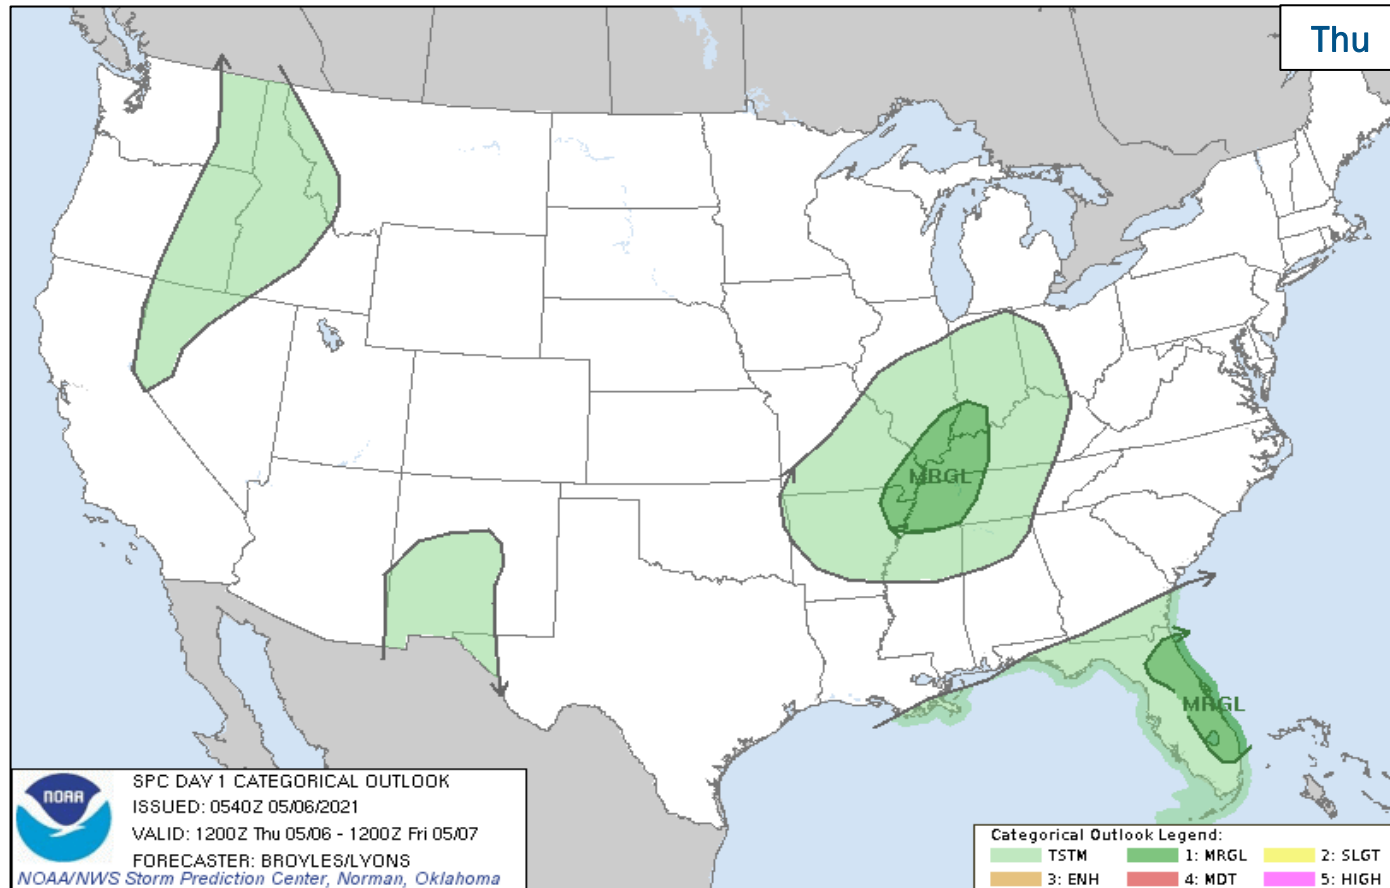 Thu
MRGL
MRGL
NOAA
SPC DAY 1 CATEGORICAL OUTLOOK
ISSUED: 0540Z 05/06/2021
VALID: 1200Z Thu 05/06 - 1200Z Fri 05/07
FORECASTER: BROYLES/LYONS
NOAA/NWS Storm Prediction Center, Norman, Oklahoma
Categorical Outlook Legend:
TSTM 1: MRGL 2: SLGT
3: ENH 4: MDT 5: HIGH